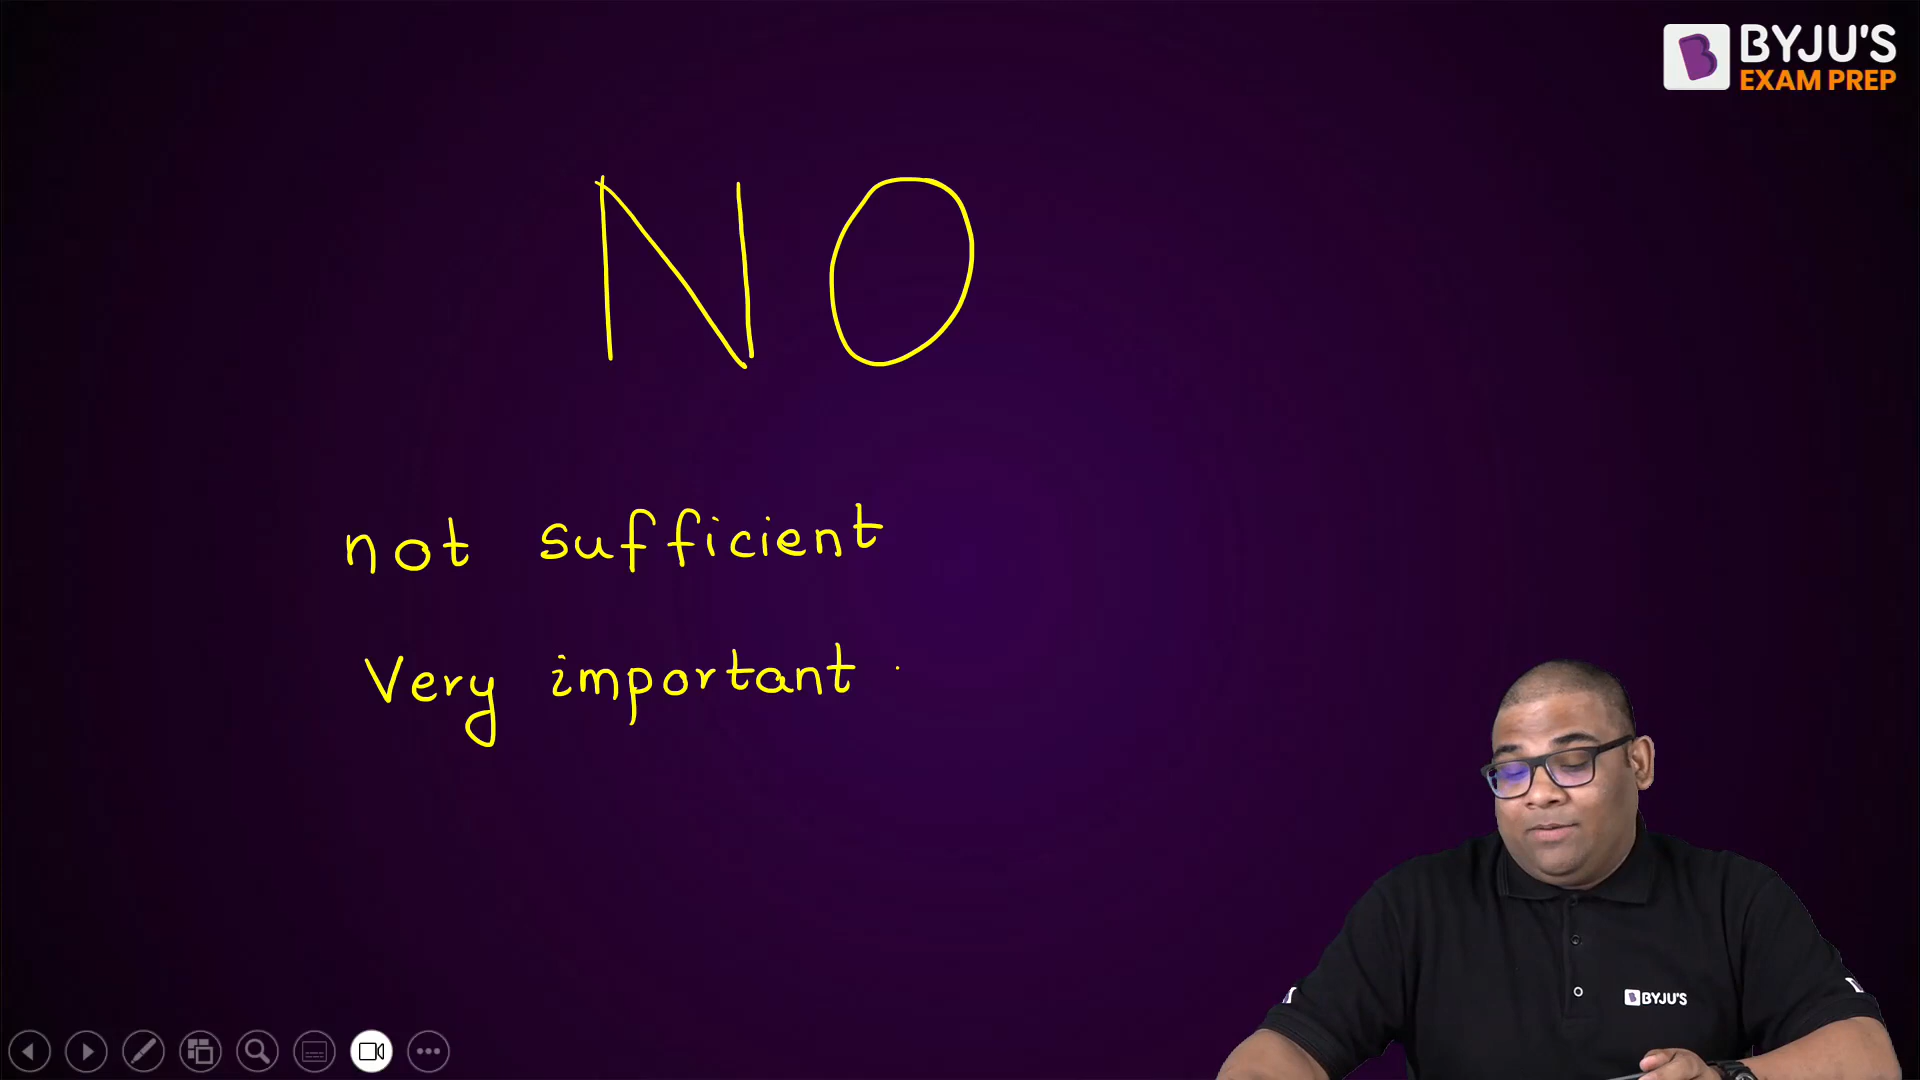 BYJU'S
EXAM PREP
NO
not sufficient
Very important
BYJU'S